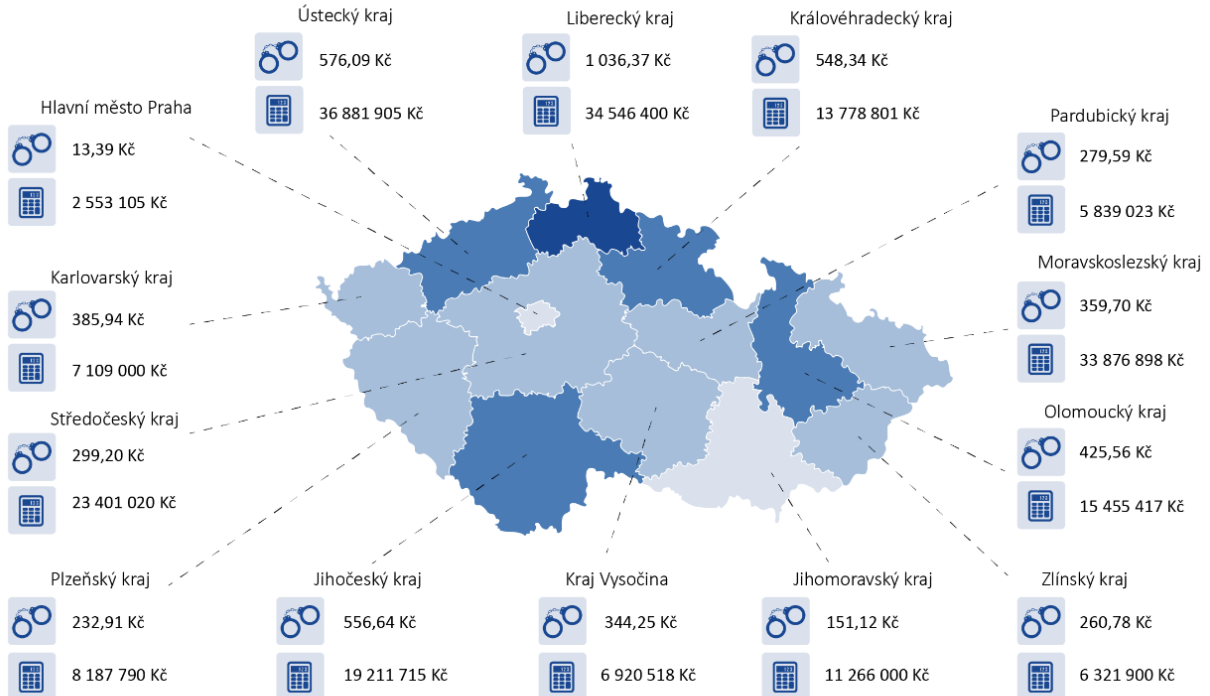 Ústecký kraj
576,09 Kč
36 881 905 Kč
Liberecký kraj
1 036,37 Kč
34 546 400 Kč
Královéhradecký kraj
548,34 Kč
13 778 801 Kč
Hlavní město Praha
13,39 Kč
2 553 105 Kč
Pardubický kraj
279,59 Kč
5 839 023 Kč
Karlovarský kraj
385,94 Kč
7 109 000 Kč
Moravskoslezský kraj
359,70 Kč
33 876 898 Kč
Středočeský kraj
299,20 Kč
23 401 020 Kč
Olomoucký kraj
425,56 Kč
15 455 417 Kč
Plzeňský kraj
232,91 Kč
8 187 790 Kč
Jihočeský kraj
556,64 Kč
19 211 715 Kč
Kraj Vysočina
344,25 Kč
6 920 518 Kč
Jihomoravský kraj
151,12 Kč
11 266 000 Kč
Zlínský kraj
260,78 Kč
6 321 900 Kč